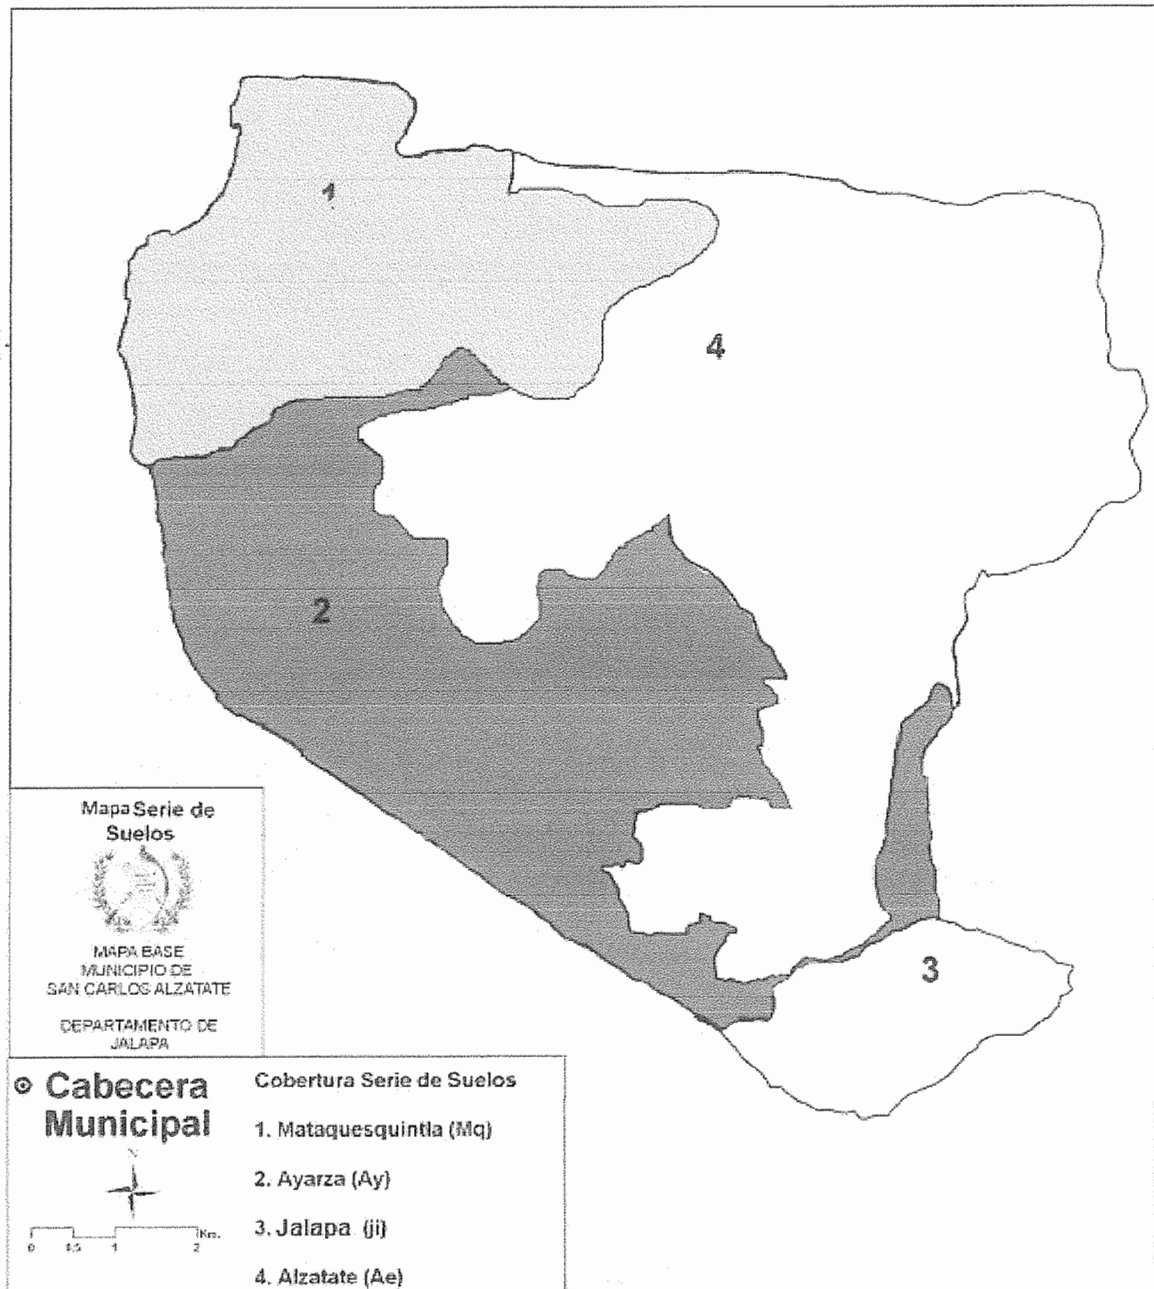 1
4
2
3
Mapa Serie de
Suelos
MAPA BASE
MUNICIPIO DE
SAN CARLOS ALZATATE
DEPARTAMENTO DE
JALAPA
Cabecera
Municipal
N
Km.
0 0.5 1 2
Cobertura Serie de Suelos
1. Mataquesquintla (Mq)
2. Ayarza (Ay)
3. Jalapa (ji)
4. Alzatate (Ae)